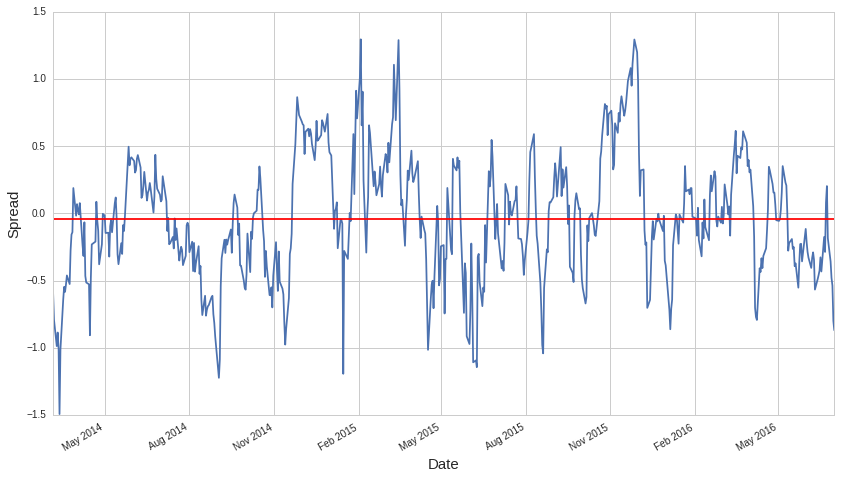 1.5
1.0
0.5
0.0
−0.5
−1.0
−1.5
Spread
May 2014
Aug 2014
Nov 2014
Feb 2015
May 2015
Aug 2015
Nov 2015
Feb 2016
May 2016
Date